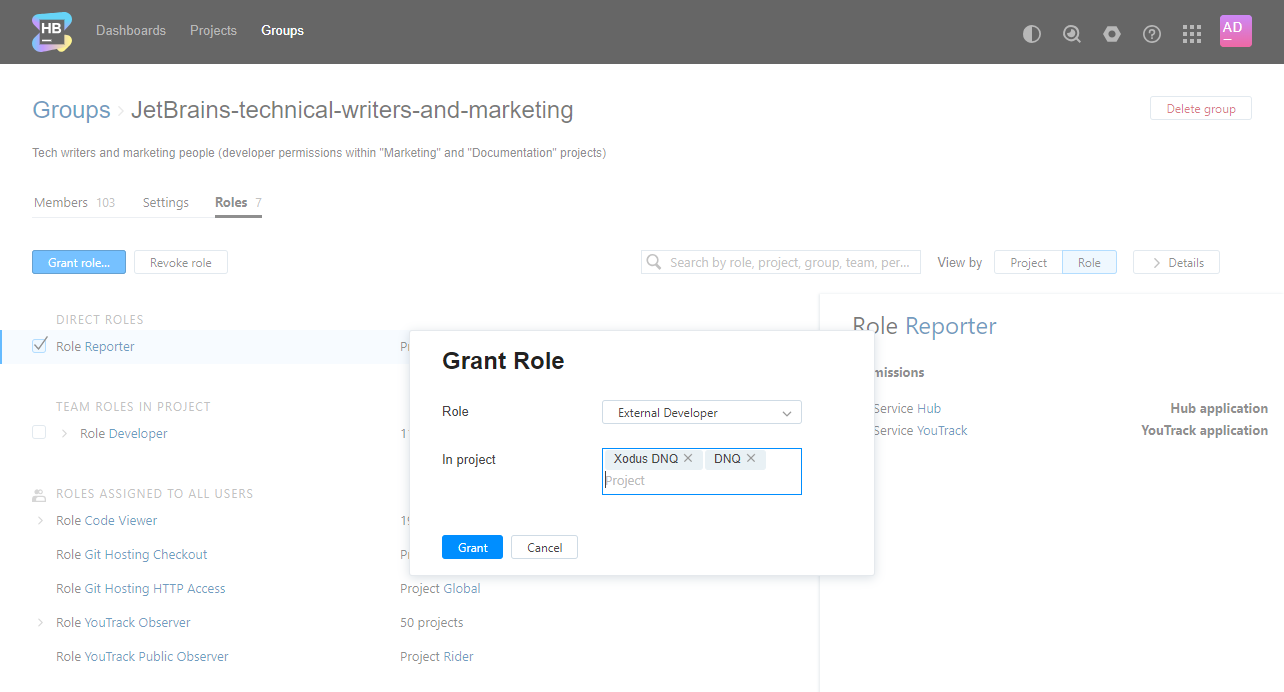 HB
Dashboards Projects Groups
AD
Groups › JetBrains-technical-writers-and-marketing
Delete group
Tech writers and marketing people (developer permissions within "Marketing" and "Documentation" projects)
Members 103 Settings Roles 7
Grant role... Revoke role Search by role, project, group, team, per... View by Project Role Details
DIRECT ROLES
Role Reporter
TEAM ROLES IN PROJECT
Role Developer
ROLES ASSIGNED TO ALL USERS
Role Code Viewer
Role Git Hosting Checkout
Role Git Hosting HTTP Access Project Global
Role YouTrack Observer 50 projects
Role YouTrack Public Observer Project Rider
Grant Role
Role External Developer
In project Xodus DNQ DNQ
Project
Grant Cancel
Role Reporter
missions
Service Hub Hub application
Service YouTrack YouTrack application